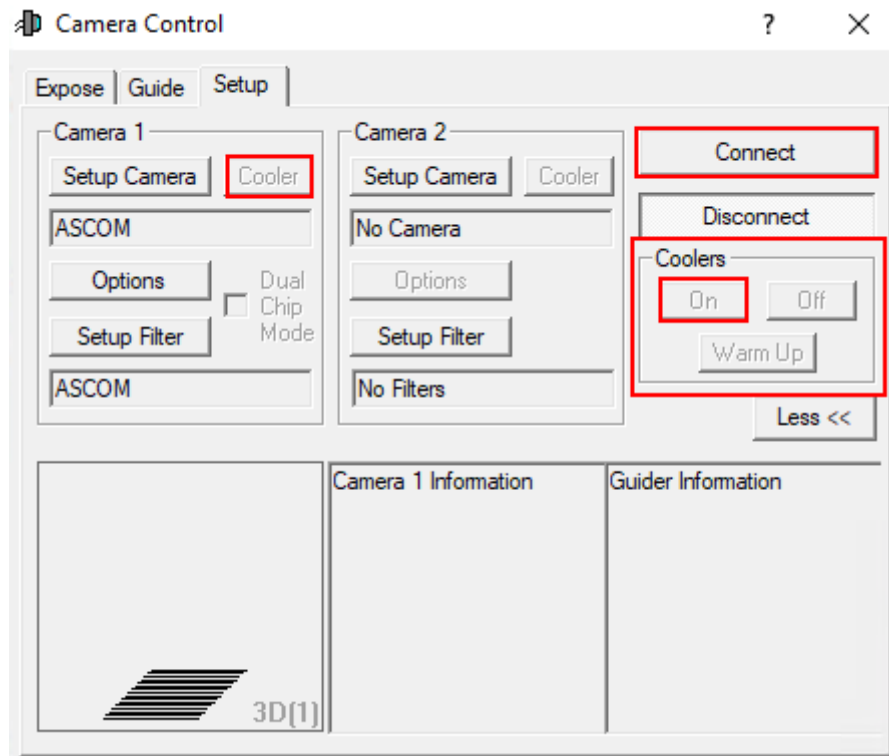 Camera Control
?
Expose
Guide
Setup
Camera 1
Setup Camera
Cooler
ASCOM
Options
Dual
Chip
Mode
Setup Filter
ASCOM
Camera 2
Setup Camera
Cooler
No Camera
Options
Setup Filter
No Filters
Connect
Disconnect
Coolers
On
Off
Warm Up
Less <<
3D(1)
Camera 1 Information
Guider Information